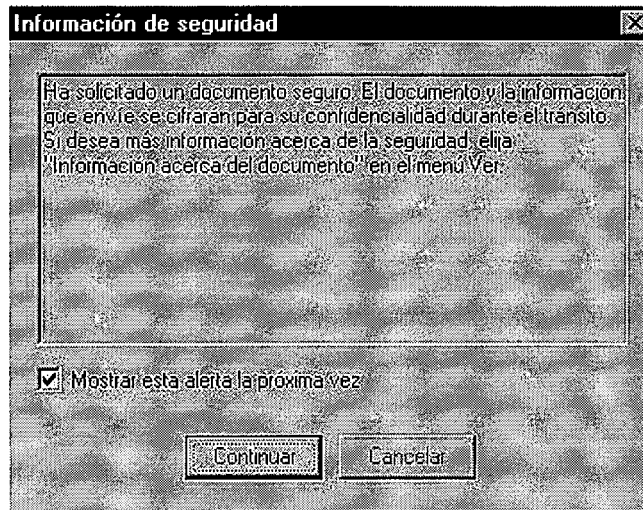 Información de seguridad
Ha solicitado un documento seguro. El documento y la información
que envíe se cifraran para su confidencialidad durante el tránsito.
Si desea más información acerca de la seguridad, elija
"Información acerca del documento" en el menú Ver.
Mostrar esta alerta la próxima vez
Continuar
Cancelar